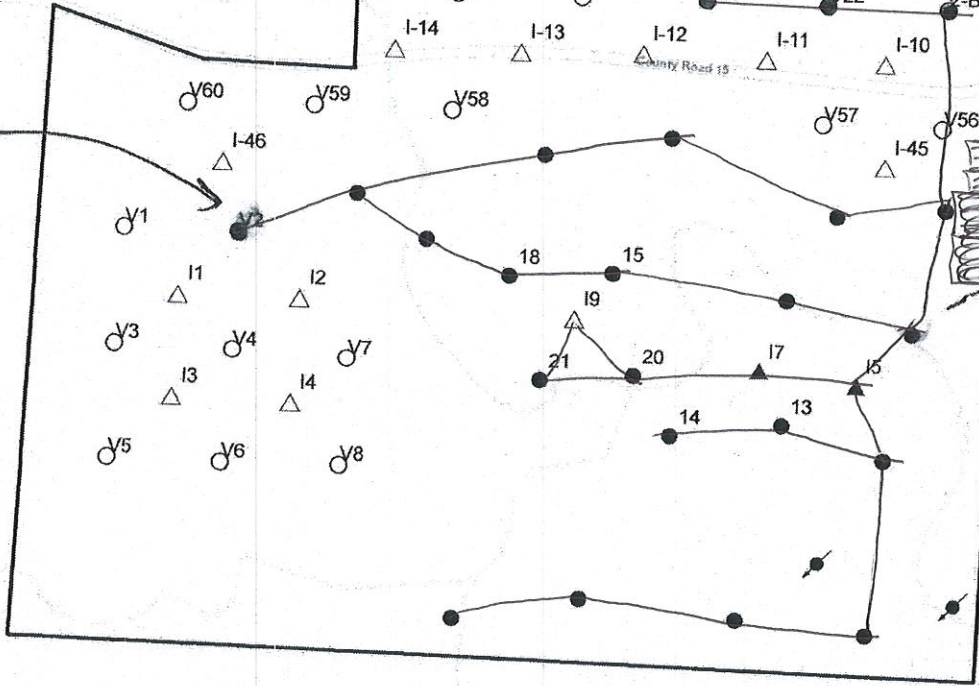 I-14
I-13
I-12
I-11
I-10
County Road 15
V60
V59
V58
V57
V56
I-46
I-45
V1
V2
I1
I2
18
15
I9
V3
V4
V7
I3
I4
21
20
I7
I5
14
13
V5
V6
V8